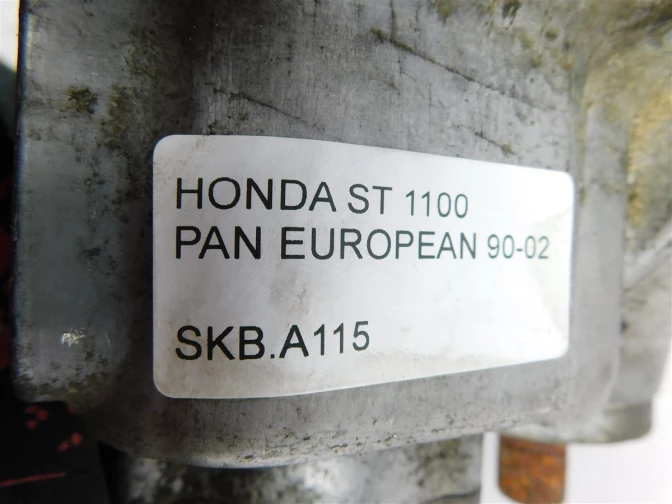 HONDA ST 1100
PAN EUROPEAN 90-02
SKB.A115